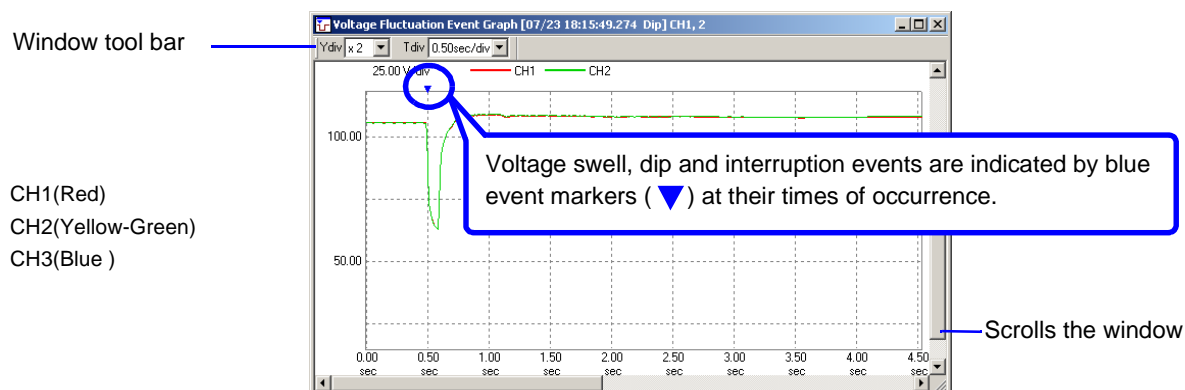 Voltage Fluctuation Event Graph [07/23 18:15:49.274 Dip] CH1, 2
Window tool bar
Ydiv x 2 Tdiv 0.50sec/div
25.00 V/div CH1 CH2
100.00
Voltage swell, dip and interruption events are indicated by blue
event markers ( ▼) at their times of occurrence.
CH1(Red)
CH2(Yellow-Green)
CH3(Blue )
50.00
Scrolls the window
0.00 0.50 1.00 1.50 2.00 2.50 3.00 3.50 4.00 4.50
sec sec sec sec sec sec sec sec sec sec